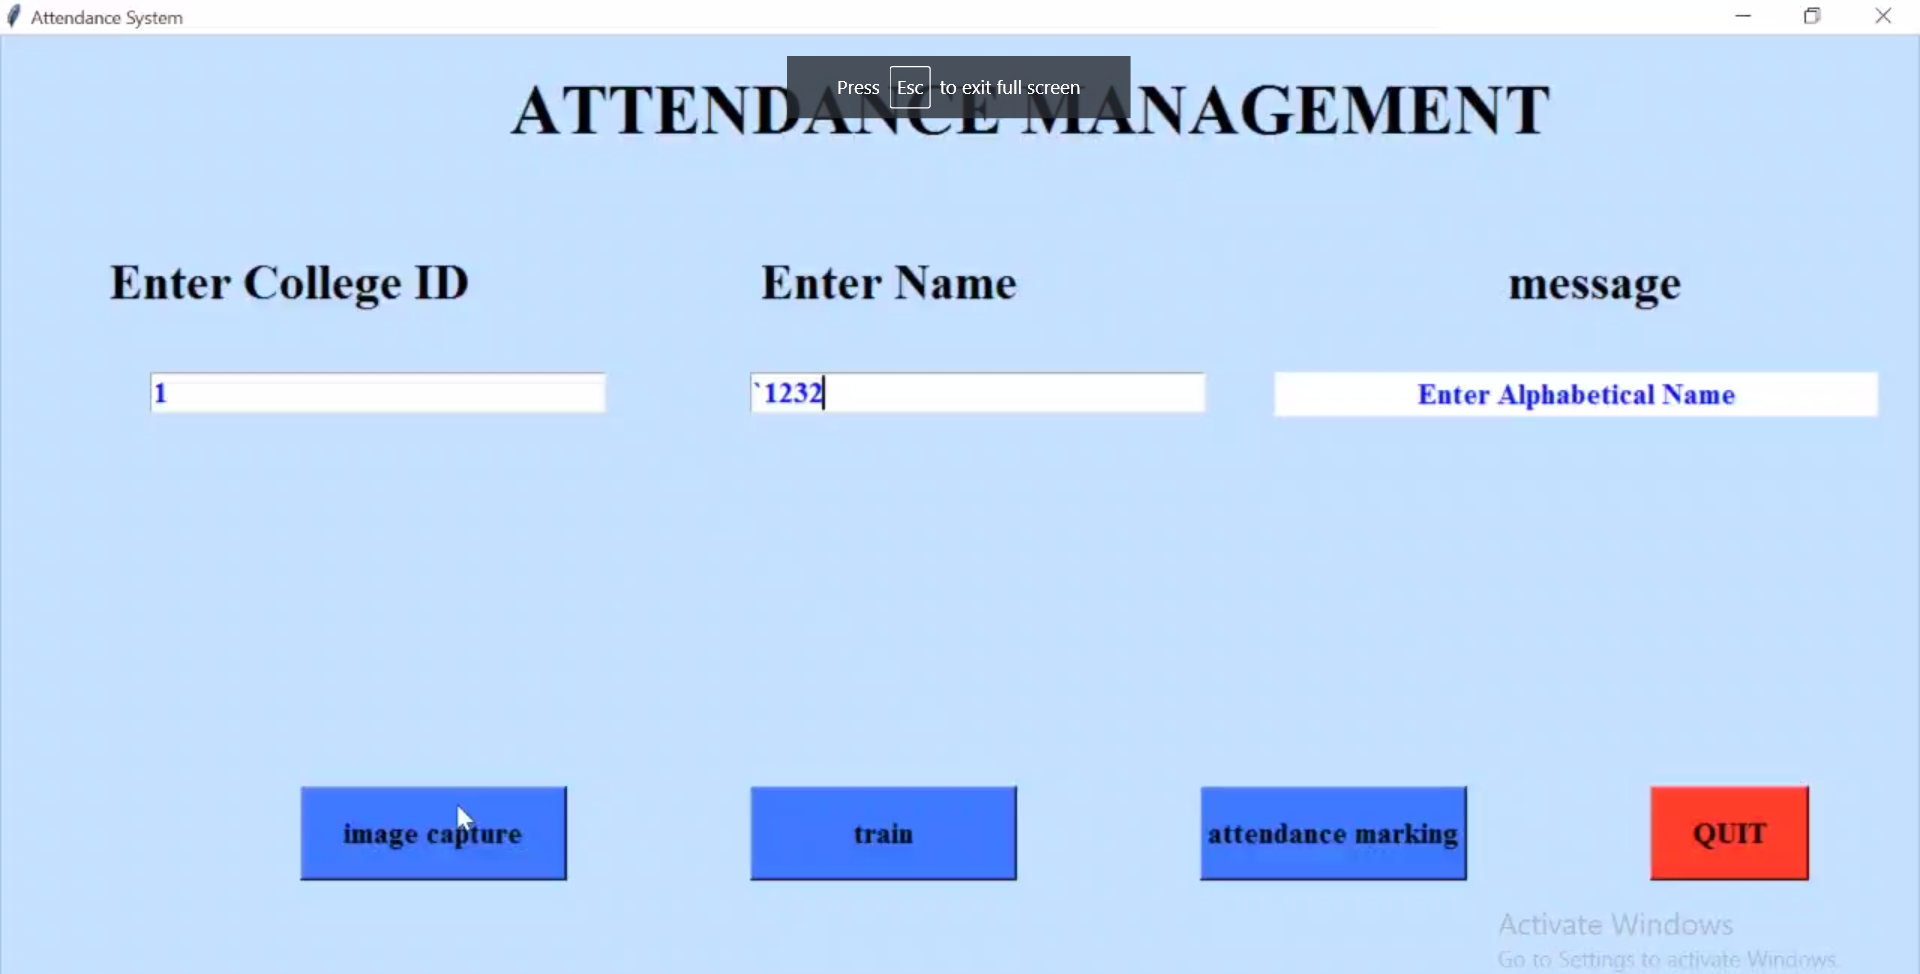 Attendance System
Press Esc to exit full screen
ATTENDANCE MANAGEMENT
Enter College ID
Enter Name
message
1
`1232
Enter Alphabetical Name
image capture
train
attendance marking
QUIT
Activate Windows
Go to Settings to activate Windows.